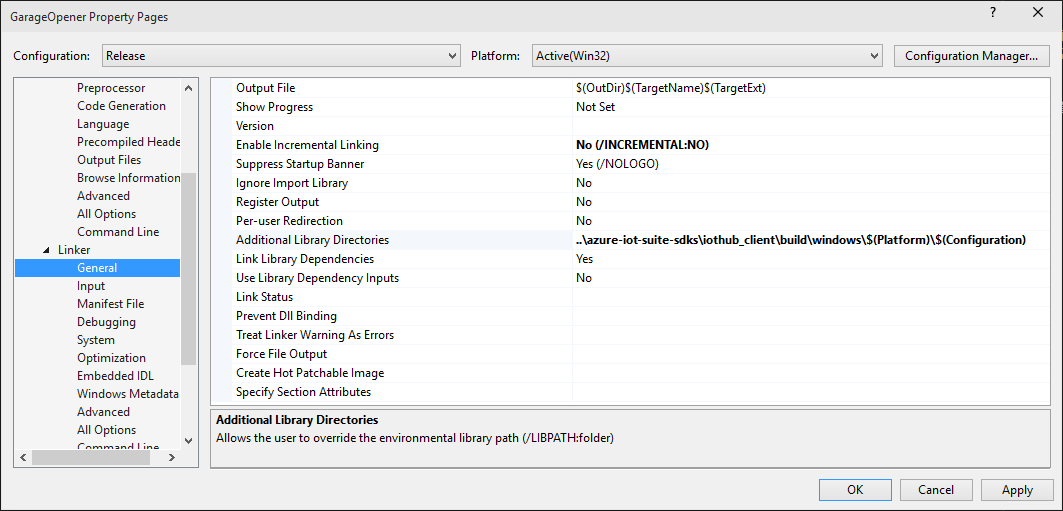 GarageOpener Property Pages
?
Configuration: Release Platform: Active(Win32) Configuration Manager...
Preprocessor
Code Generation
Language
Precompiled Heade
Output Files
Browse Information
Advanced
All Options
Command Line
Linker
General
Input
Manifest File
Debugging
System
Optimization
Embedded IDL
Windows Metadata
Advanced
All Options
Command Line
Output File $(OutDir)$(TargetName)$(TargetExt)
Show Progress Not Set
Version
Enable Incremental Linking No (/INCREMENTAL:NO)
Suppress Startup Banner Yes (/NOLOGO)
Ignore Import Library No
Register Output No
Per-user Redirection No
Additional Library Directories ..\azure-iot-suite-sdks\iothub_client\build\windows\$(Platform)\$(Configuration)
Link Library Dependencies Yes
Use Library Dependency Inputs No
Link Status
Prevent Dll Binding
Treat Linker Warning As Errors
Force File Output
Create Hot Patchable Image
Specify Section Attributes
Additional Library Directories
Allows the user to override the environmental library path (/LIBPATH:folder)
OK Cancel Apply